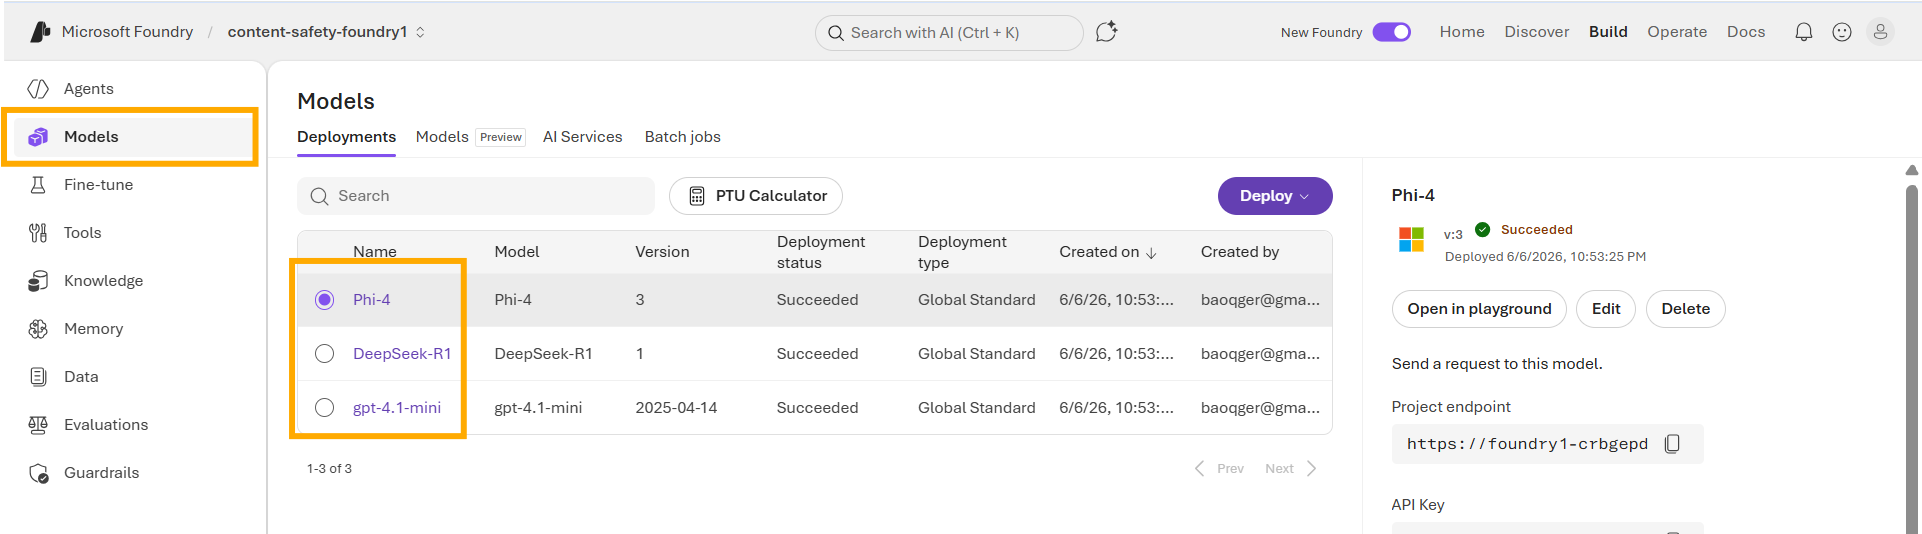 Microsoft Foundry / content-safety-foundry1
Search with AI (Ctrl + K)
New Foundry
Home Discover Build Operate Docs
Agents
Models
Fine-tune
Tools
Knowledge
Memory
Data
Evaluations
Guardrails
Models
Deployments Models Preview AI Services Batch jobs
Search
PTU Calculator
Deploy
Name Model Version Deployment status Deployment type Created on Created by
Phi-4 Phi-4 3 Succeeded Global Standard 6/6/26, 10:53:... baoqger@gma...
DeepSeek-R1 DeepSeek-R1 1 Succeeded Global Standard 6/6/26, 10:53:... baoqger@gma...
gpt-4.1-mini gpt-4.1-mini 2025-04-14 Succeeded Global Standard 6/6/26, 10:53:... baoqger@gma...
1-3 of 3
Prev Next
Phi-4
v:3 Succeeded
Deployed 6/6/2026, 10:53:25 PM
Open in playground Edit Delete
Send a request to this model.
Project endpoint
https://foundry1-crbgepd
API Key